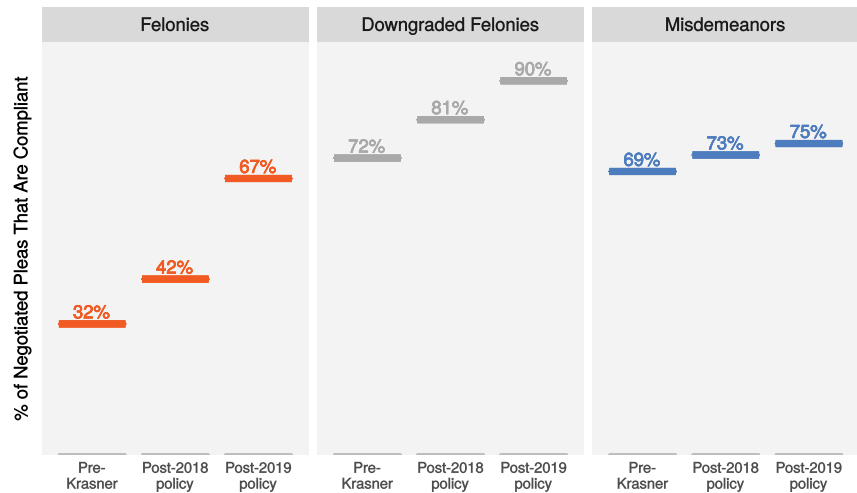 Felonies
Downgraded Felonies
Misdemeanors
% of Negotiated Pleas That Are Compliant
32%
42%
67%
72%
81%
90%
69%
73%
75%
Pre-
Krasner
Post-2018
policy
Post-2019
policy
Pre-
Krasner
Post-2018
policy
Post-2019
policy
Pre-
Krasner
Post-2018
policy
Post-2019
policy